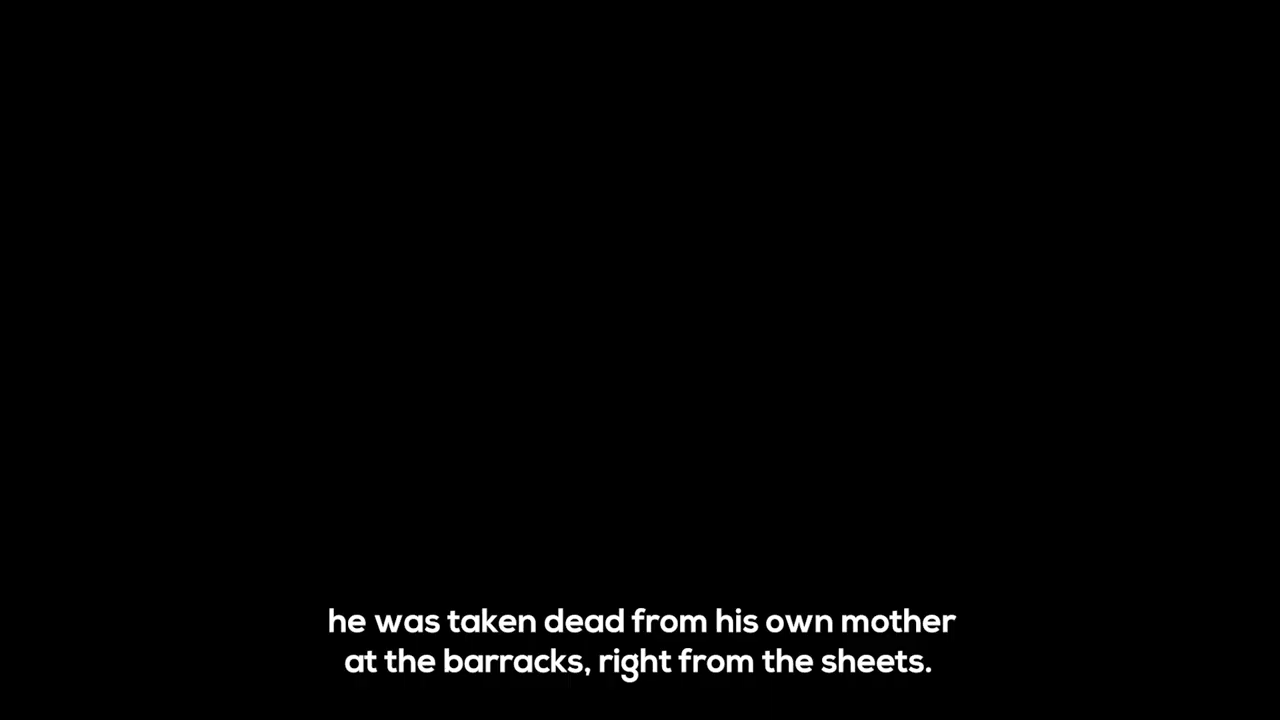 he was taken dead from his own mother
at the barracks, right from the sheets.